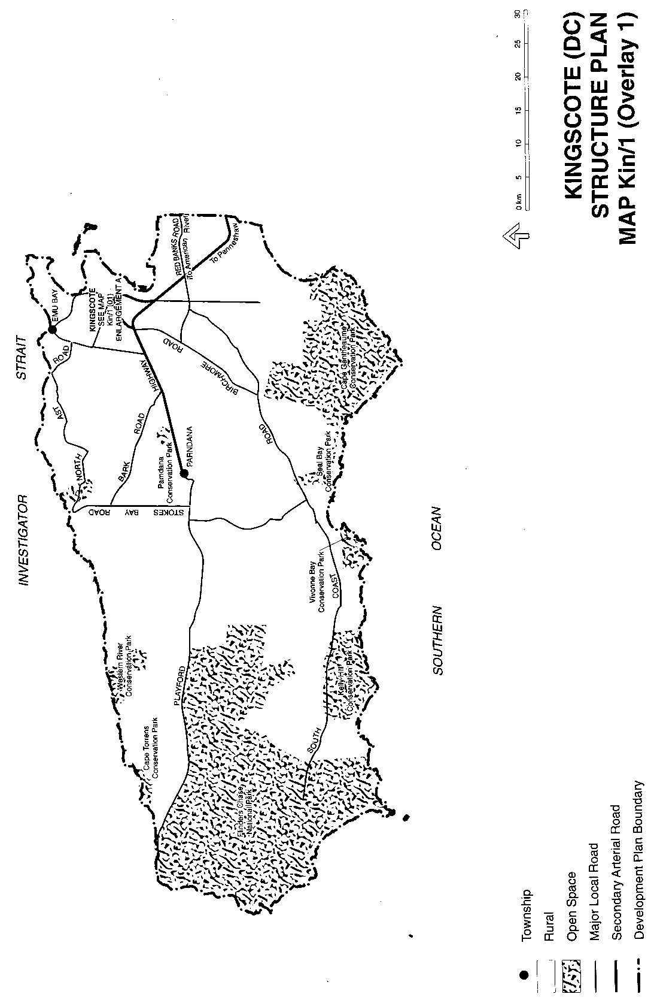 INVESTIGATOR STRAIT
EMU BAY
KINGSCOTE
SEE MAP
Kin/1 (01)
ENLARGEMENT A
ROAD
AST
NORTH
HIGHWAY
ROAD
BIRCHMORE
RED BANKS ROAD
To American River
To Penneshaw
BARK ROAD
Parndana
Conservation Park
PARNDANA
STOKES BAY ROAD
ROAD
Cape Gantheaume
Conservation Park
Seal Bay
Conservation Park
Vivonne Bay
Conservation Park
COAST
Western River
Conservation Park
Cape Torrens
Conservation Park
PLAYFORD
Kelly Hill
Conservation Park
SOUTH
Flinders Chase
National Park
SOUTHERN OCEAN
Township
Rural
Open Space
Major Local Road
Secondary Arterial Road
Development Plan Boundary
0 km 5 10 15 20 25 30
KINGSCOTE (DC)
STRUCTURE PLAN
MAP Kin/1 (Overlay 1)